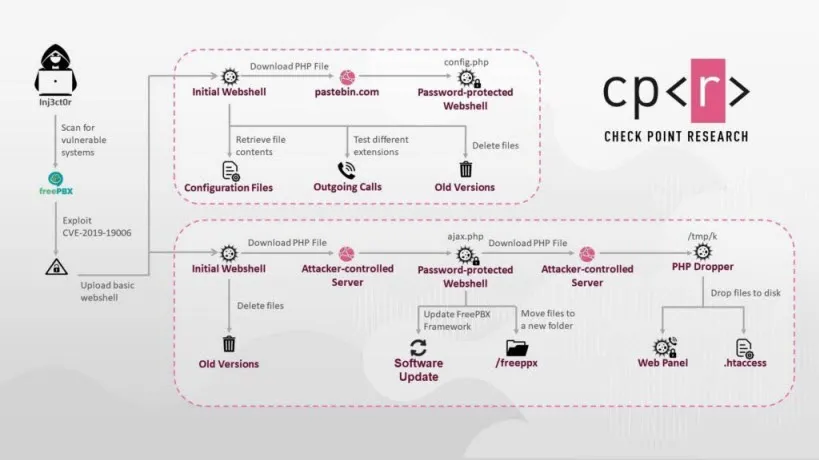 Inj3ct0r
Scan for
vulnerable
systems
freePBX
Exploit
CVE-2019-19006
Upload basic
webshell
Initial Webshell
Download PHP File
pastebin.com
config.php
Password-protected
Webshell
Retrieve file
contents
Configuration Files
Test different
extensions
Outgoing Calls
Delete files
Old Versions
cp<r>
CHECK POINT RESEARCH
Initial Webshell
Download PHP File
Attacker-controlled
Server
ajax.php
Password-protected
Webshell
Download PHP File
Attacker-controlled
Server
/tmp/k
PHP Dropper
Delete files
Old Versions
Update FreePBX
Framework
Software
Update
Move files to
a new folder
/freeppx
Drop files to disk
Web Panel
.htaccess